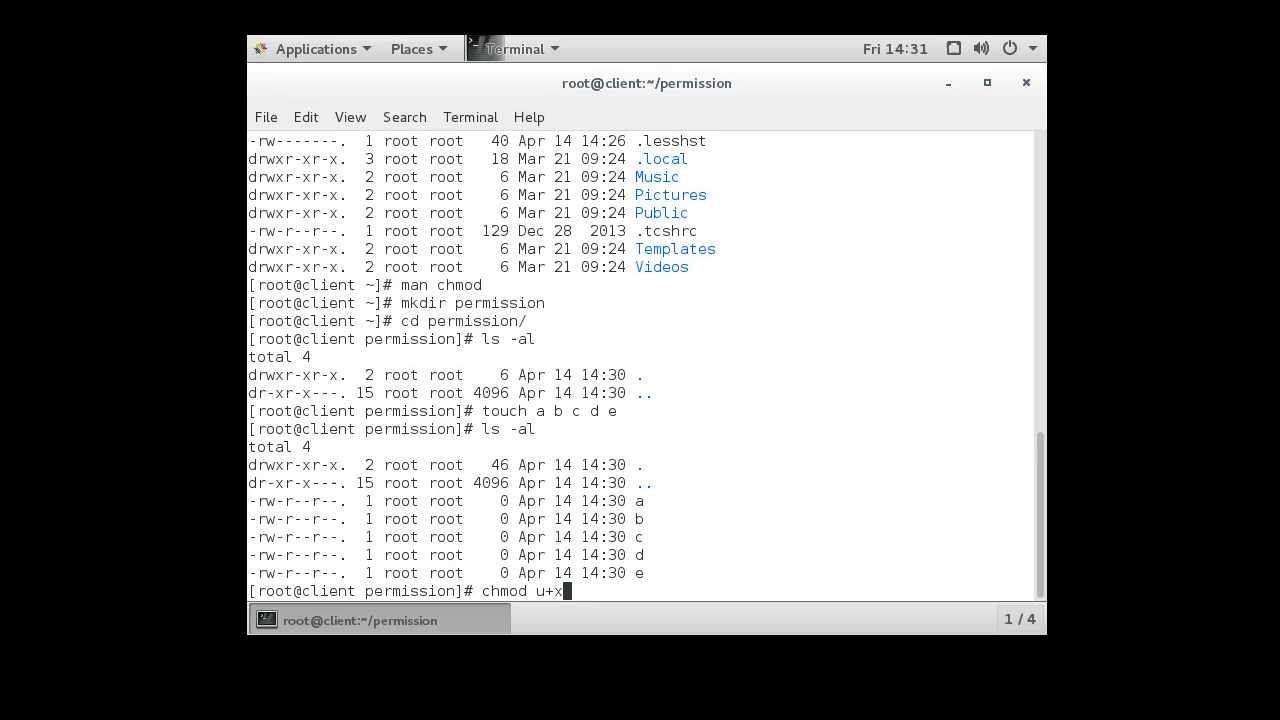 Applications Places Terminal Fri 14:31
root@client:~/permission
File Edit View Search Terminal Help
-rw-------. 1 root root 40 Apr 14 14:26 .lesshst
drwxr-xr-x. 3 root root 18 Mar 21 09:24 .local
drwxr-xr-x. 2 root root 6 Mar 21 09:24 Music
drwxr-xr-x. 2 root root 6 Mar 21 09:24 Pictures
drwxr-xr-x. 2 root root 6 Mar 21 09:24 Public
-rw-r--r--. 1 root root 129 Dec 28 2013 .tcshrc
drwxr-xr-x. 2 root root 6 Mar 21 09:24 Templates
drwxr-xr-x. 2 root root 6 Mar 21 09:24 Videos
[root@client ~]# man chmod
[root@client ~]# mkdir permission
[root@client ~]# cd permission/
[root@client permission]# ls -al
total 4
drwxr-xr-x. 2 root root 6 Apr 14 14:30 .
dr-xr-x---. 15 root root 4096 Apr 14 14:30 ..
[root@client permission]# touch a b c d e
[root@client permission]# ls -al
total 4
drwxr-xr-x. 2 root root 46 Apr 14 14:30 .
dr-xr-x---. 15 root root 4096 Apr 14 14:30 ..
-rw-r--r--. 1 root root 0 Apr 14 14:30 a
-rw-r--r--. 1 root root 0 Apr 14 14:30 b
-rw-r--r--. 1 root root 0 Apr 14 14:30 c
-rw-r--r--. 1 root root 0 Apr 14 14:30 d
-rw-r--r--. 1 root root 0 Apr 14 14:30 e
[root@client permission]# chmod u+x
root@client:~/permission 1 / 4